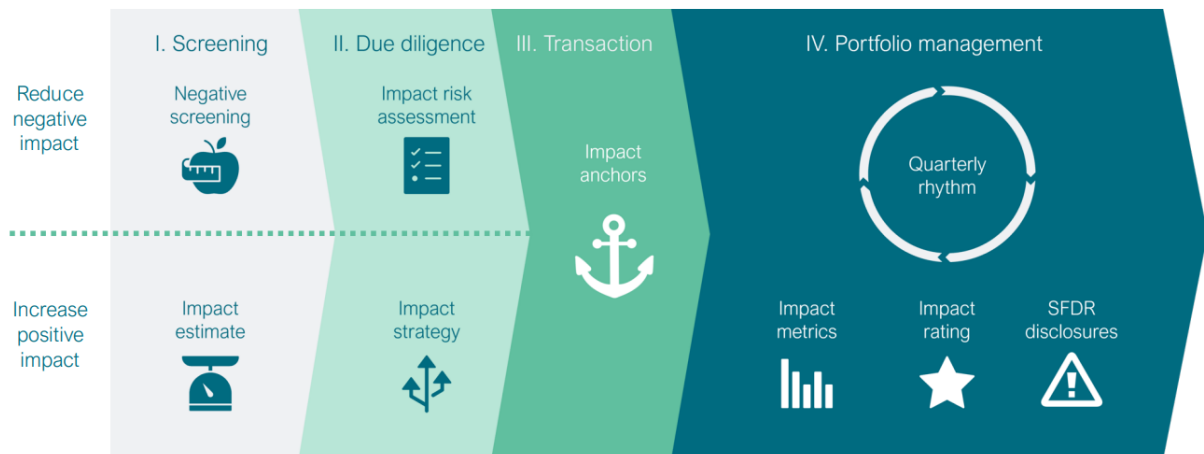 I. Screening
II. Due diligence
III. Transaction
IV. Portfolio management
Reduce
negative
impact
Negative
screening
Impact risk
assessment
Impact
anchors
Quarterly
rhythm
Increase
positive
impact
Impact
estimate
Impact
strategy
Impact
metrics
Impact
rating
SFDR
disclosures